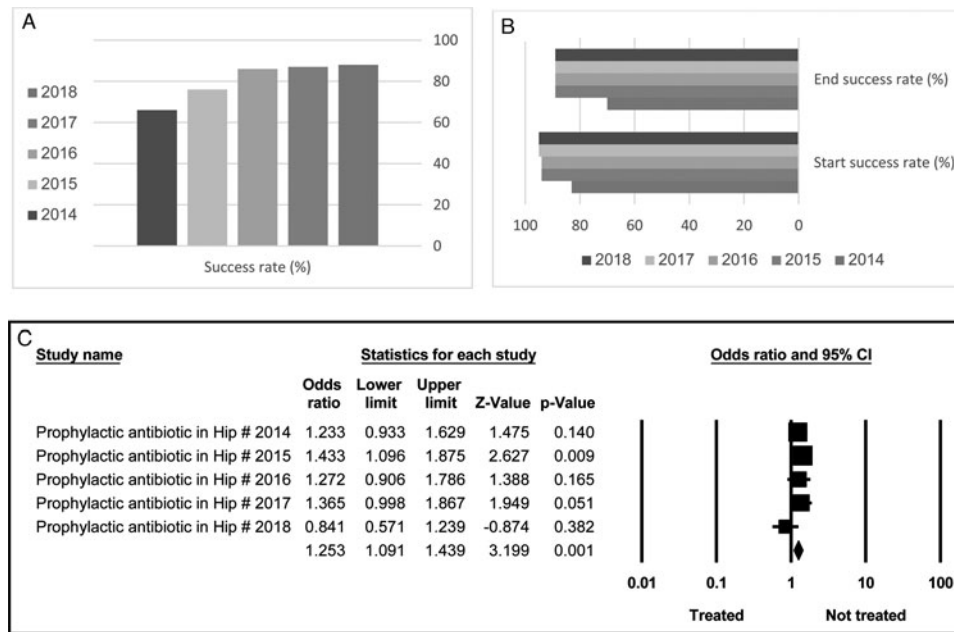 A
100
80
60
40
20
0
2018
2017
2016
2015
2014
Success rate (%)
B
End success rate (%)
Start success rate (%)
100 80 60 40 20 0
2018 2017 2016 2015 2014
C
Study name Statistics for each study Odds ratio and 95% CI
Odds Lower Upper
ratio limit limit Z-Value p-Value
Prophylactic antibiotic in Hip # 2014 1.233 0.933 1.629 1.475 0.140
Prophylactic antibiotic in Hip # 2015 1.433 1.096 1.875 2.627 0.009
Prophylactic antibiotic in Hip # 2016 1.272 0.906 1.786 1.388 0.165
Prophylactic antibiotic in Hip # 2017 1.365 0.998 1.867 1.949 0.051
Prophylactic antibiotic in Hip # 2018 0.841 0.571 1.239 -0.874 0.382
1.253 1.091 1.439 3.199 0.001
0.01 0.1 1 10 100
Treated Not treated